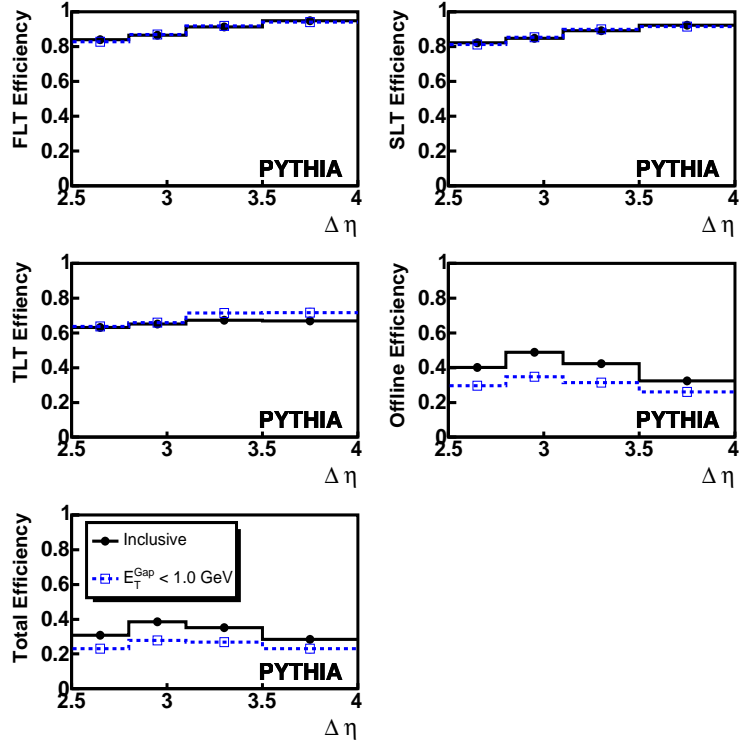 FLT Efficiency
1
0.8
0.6
0.4
0.2
0
2.5 3 3.5 4
Δ η
PYTHIA
SLT Efficiency
1
0.8
0.6
0.4
0.2
0
2.5 3 3.5 4
Δ η
PYTHIA
TLT Effiency
1
0.8
0.6
0.4
0.2
0
2.5 3 3.5 4
Δ η
PYTHIA
Offline Efficiency
1
0.8
0.6
0.4
0.2
0
2.5 3 3.5 4
Δ η
PYTHIA
Total Efficiency
1
0.8
0.6
0.4
0.2
0
2.5 3 3.5 4
Δ η
Inclusive
E_T^Gap < 1.0 GeV
PYTHIA